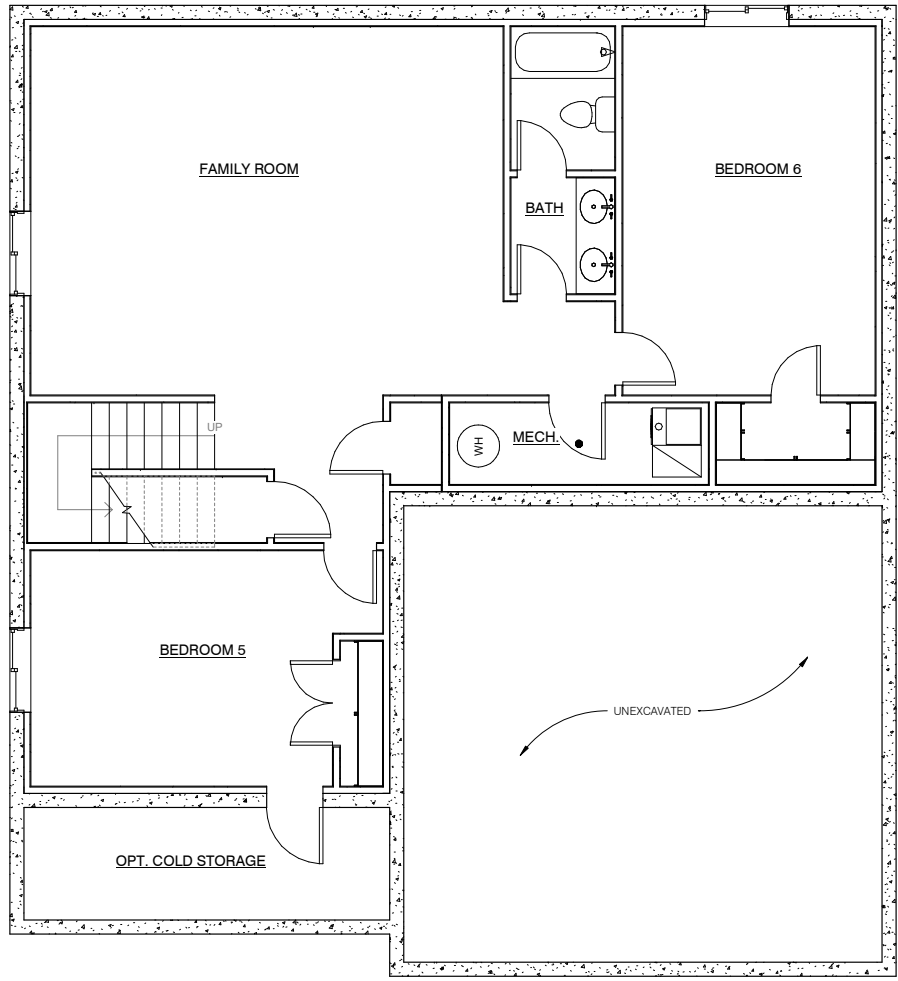 FAMILY ROOM
BEDROOM 6
BATH
UP
MECH.
WH
BEDROOM 5
UNEXCAVATED
OPT. COLD STORAGE